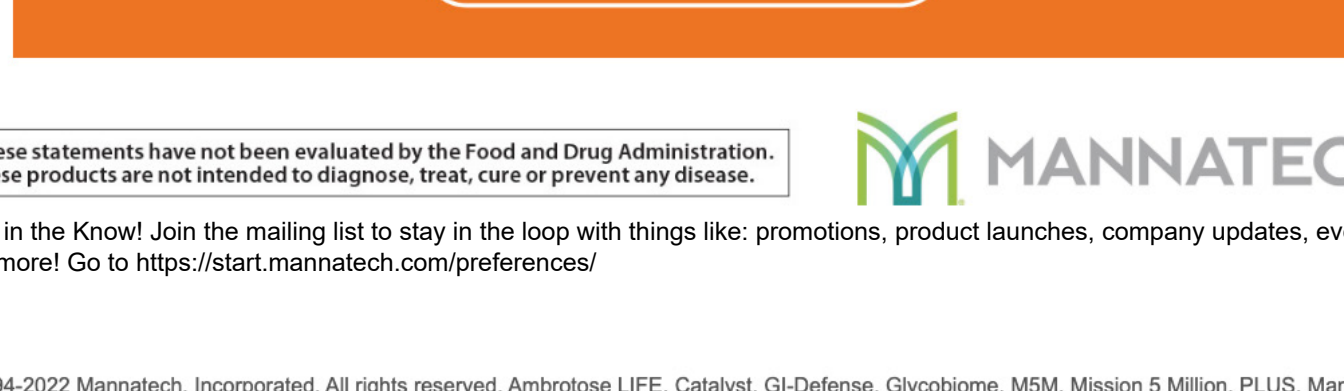 ese statements have not been evaluated by the Food and Drug Administration.
se products are not intended to diagnose, treat, cure or prevent any disease.
MANNATEC
in the Know! Join the mailing list to stay in the loop with things like: promotions, product launches, company updates, eve
more! Go to https://start.mannatech.com/preferences/
94-2022 Mannatech, Incorporated. All rights reserved. Ambrotose LIFE, Catalyst, GI-Defense, Glycobiome, M5M, Mission 5 Million, PLUS, Man